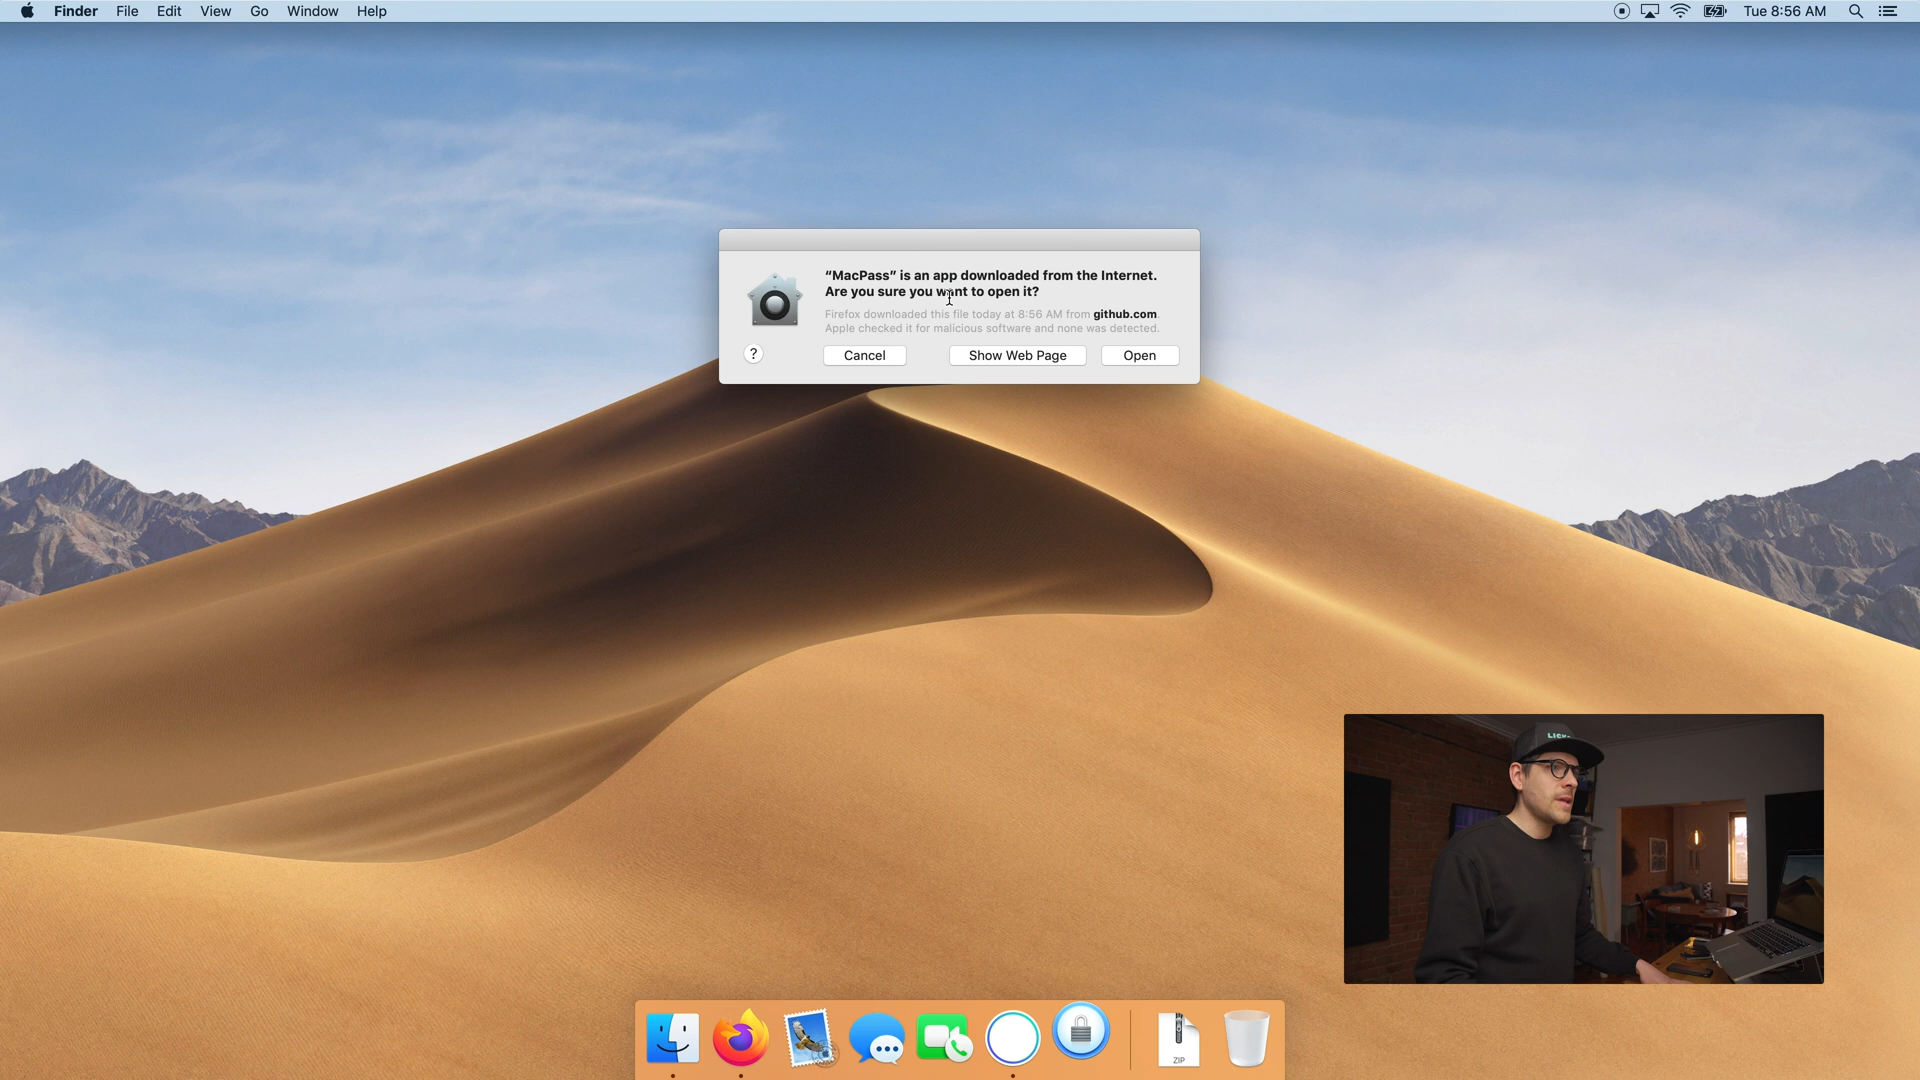 Finder File Edit View Go Window Help
Tue 8:56 AM
“MacPass” is an app downloaded from the Internet.
Are you sure you want to open it?
Firefox downloaded this file today at 8:56 AM from github.com.
Apple checked it for malicious software and none was detected.
? Cancel Show Web Page Open
ZIP